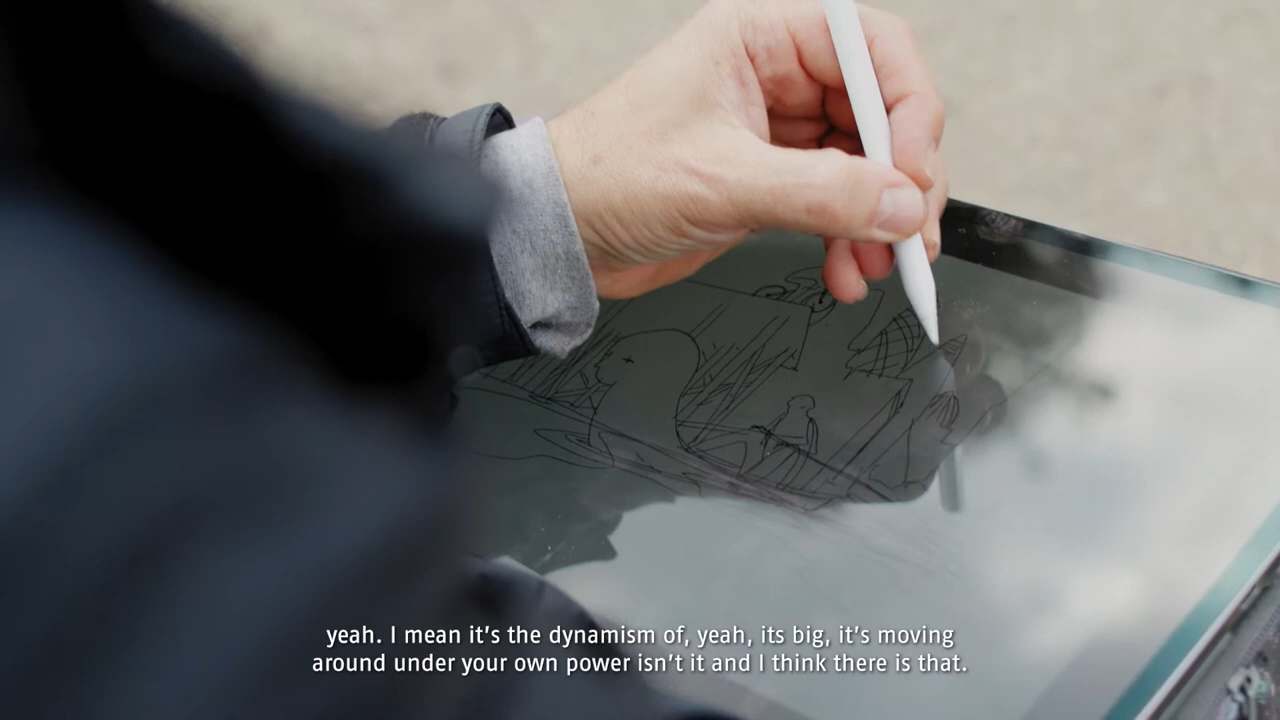 yeah. I mean it's the dynamism of, yeah, its big, it's moving
around under your own power isn't it and I think there is that.